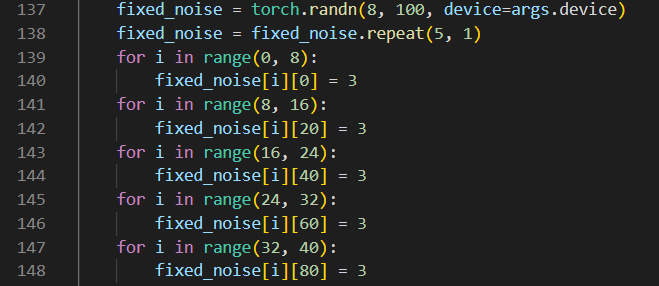 137 fixed_noise = torch.randn(8, 100, device=args.device)
138 fixed_noise = fixed_noise.repeat(5, 1)
139 for i in range(0, 8):
140 fixed_noise[i][0] = 3
141 for i in range(8, 16):
142 fixed_noise[i][20] = 3
143 for i in range(16, 24):
144 fixed_noise[i][40] = 3
145 for i in range(24, 32):
146 fixed_noise[i][60] = 3
147 for i in range(32, 40):
148 fixed_noise[i][80] = 3